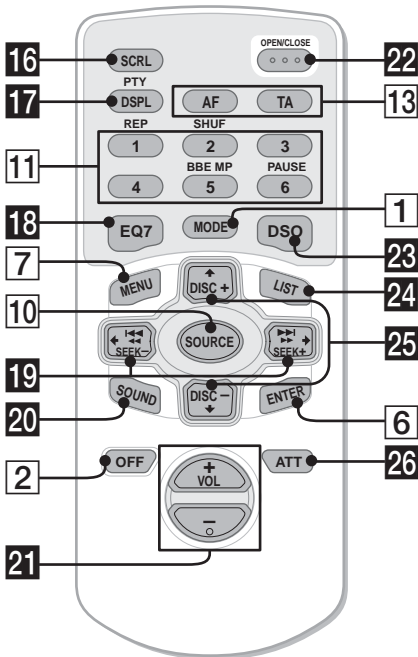 OPEN/CLOSE
16 SCRL 22
PTY
17 DSPL AF TA 13
REP SHUF
11 1 2 3
BBE MP PAUSE
4 5 6
18 EQ7 MODE DSO 1
23
7 MENU DISC + LIST 24
10 SOURCE 25
19 SEEK– SEEK+
20 SOUND DISC – ENTER 6
2 OFF + ATT 26
VOL
–
21